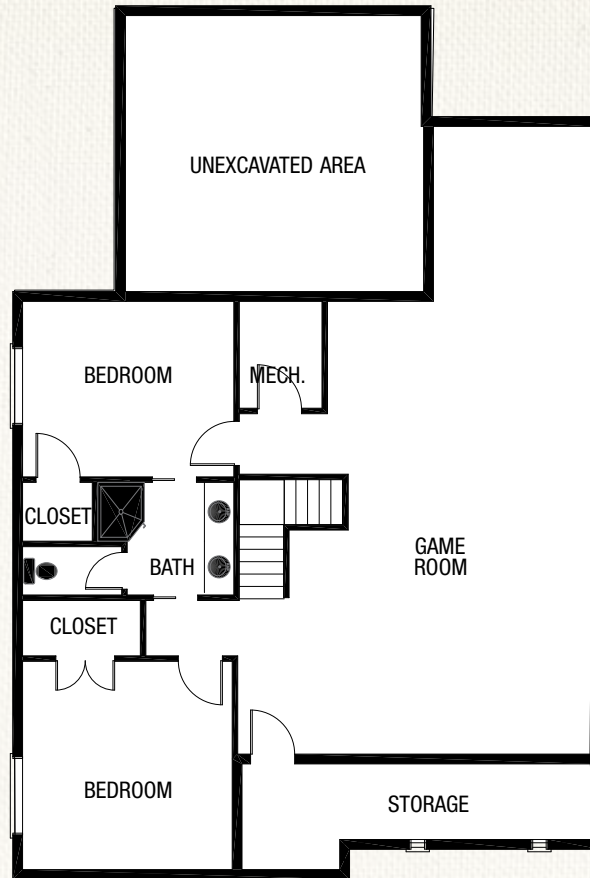 UNEXCAVATED AREA
BEDROOM
MECH.
CLOSET
GAME
ROOM
BATH
CLOSET
BEDROOM
STORAGE